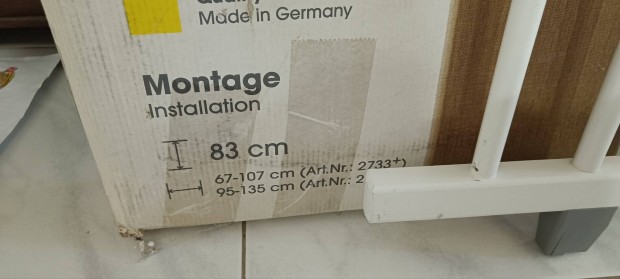 Made in Germany
Montage
Installation
83 cm
67-107 cm (Art.Nr.: 2733+)
95-135 cm (Art.Nr.: 2